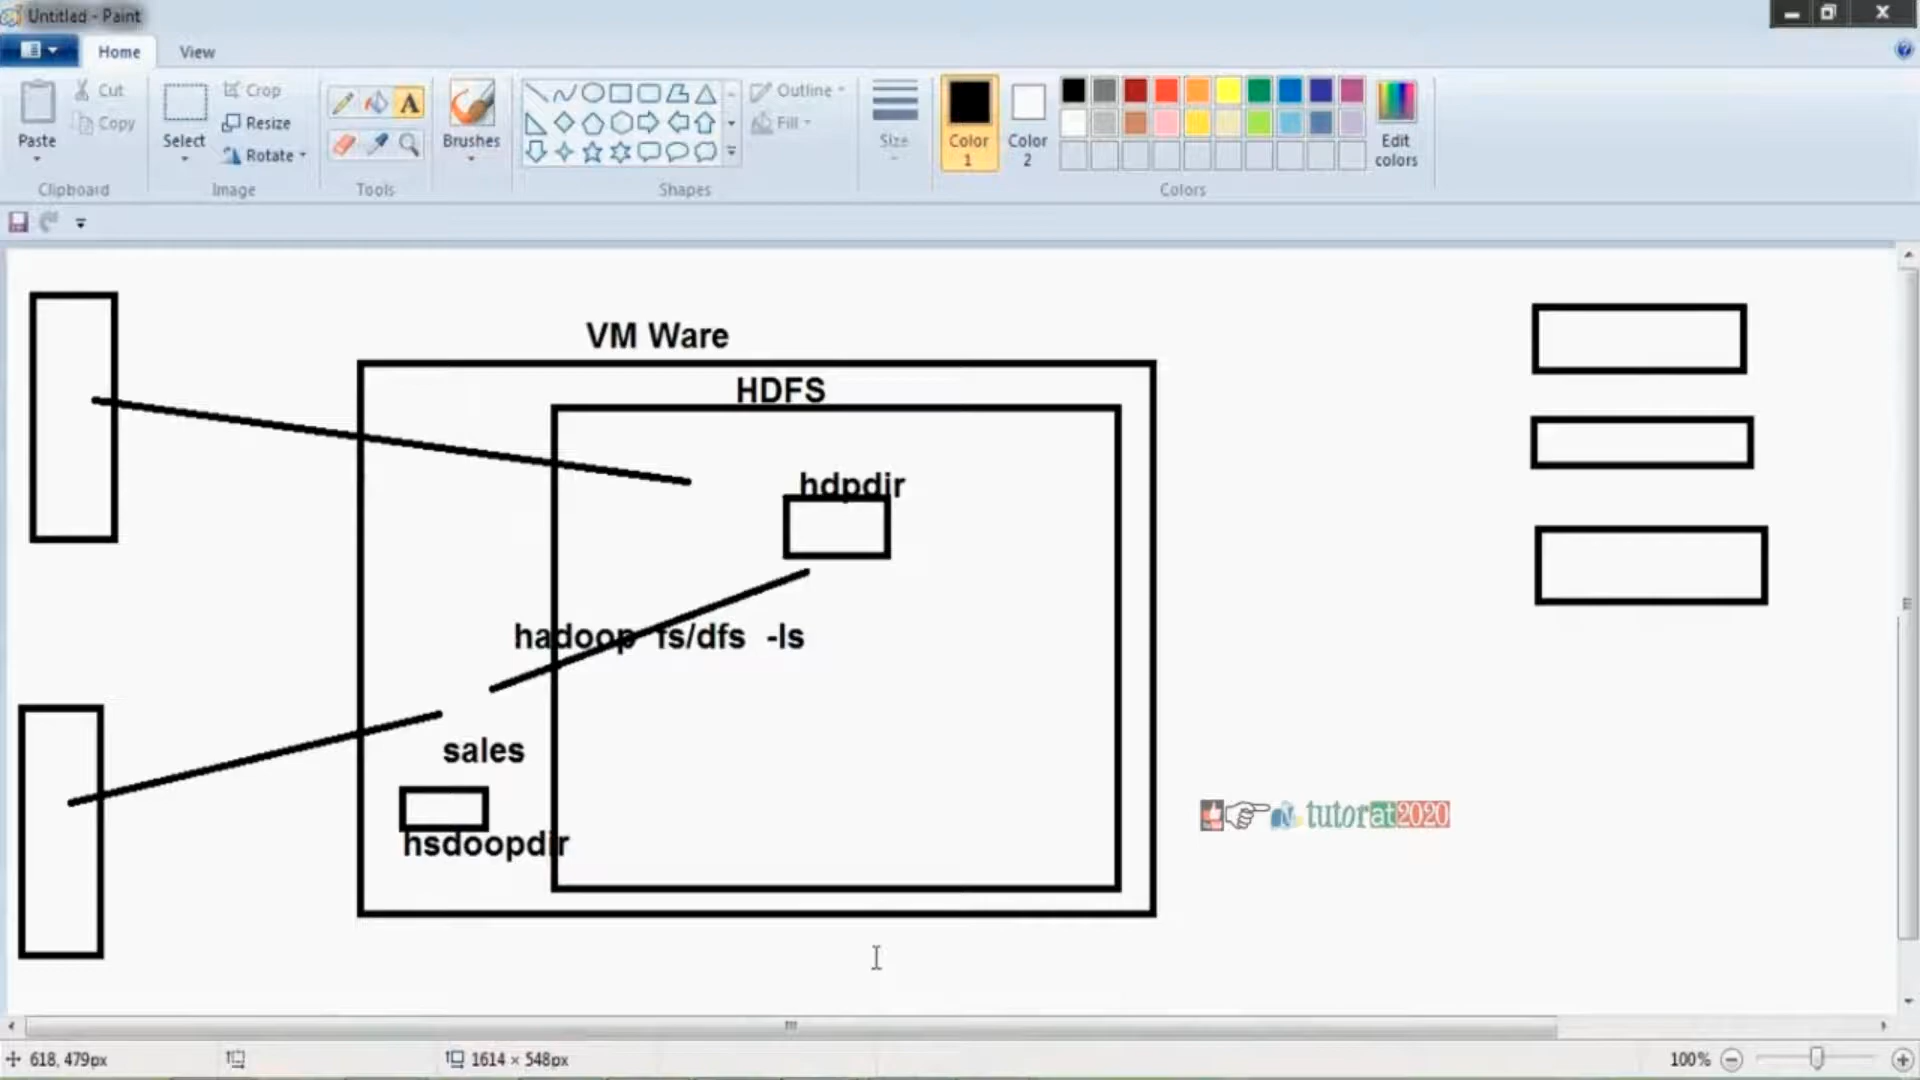 Untitled - Paint
Home View
Paste
Cut
Copy
Clipboard
Select
Crop
Resize
Rotate
Image
A
Tools
Brushes
Outline
Fill
Shapes
Size
Color 1
Color 2
Edit colors
Colors
VM Ware
HDFS
hdpdir
hadoop fs/dfs -ls
sales
hsdoopdir
tutorat2020
618, 479px
1614 × 548px
100%